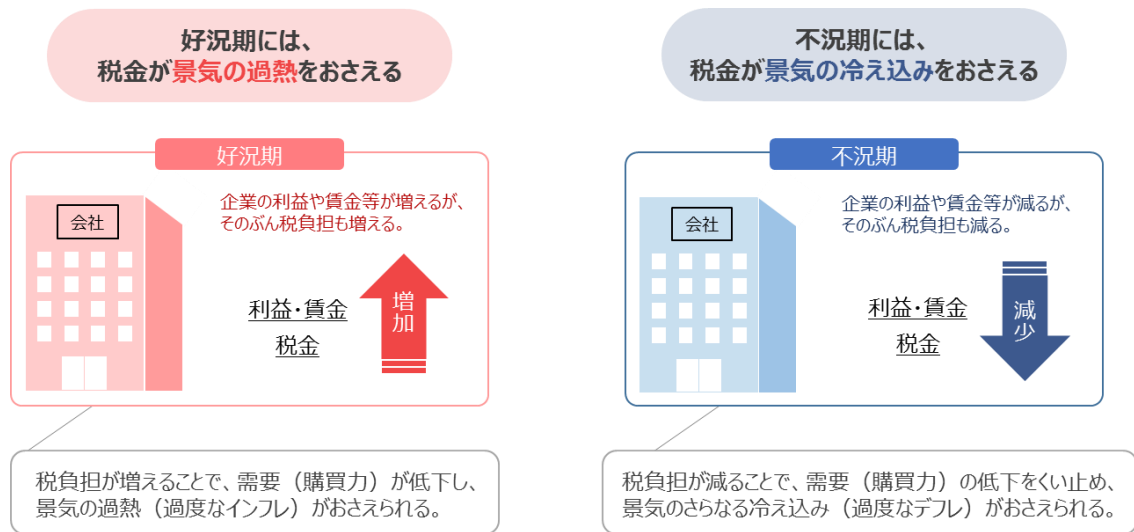 好況期には、
税金が景気の過熱をおさえる
好況期
会社
企業の利益や賃金等が増えるが、
そのぶん税負担も増える。
利益・賃金
税金
増加
税負担が増えることで、需要（購買力）が低下し、
景気の過熱（過度なインフレ）がおさえられる。
不況期には、
税金が景気の冷え込みをおさえる
不況期
会社
企業の利益や賃金等が減るが、
そのぶん税負担も減る。
利益・賃金
税金
減少
税負担が減ることで、需要（購買力）の低下をくい止め、
景気のさらなる冷え込み（過度なデフレ）がおさえられる。